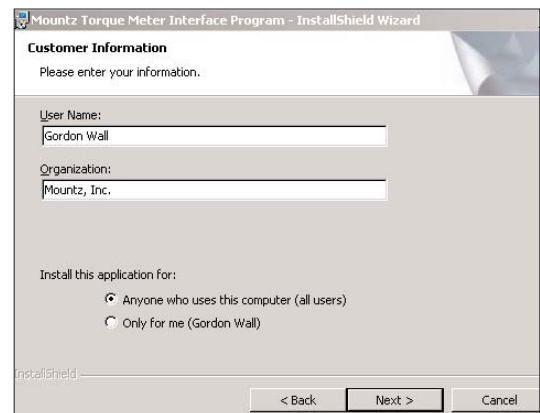 Mountz Torque Meter Interface Program - InstallShield Wizard
Customer Information
Please enter your information.
User Name:
Gordon Wall
Organization:
Mountz, Inc.
Install this application for:
Anyone who uses this computer (all users)
Only for me (Gordon Wall)
InstallShield
< Back
Next >
Cancel